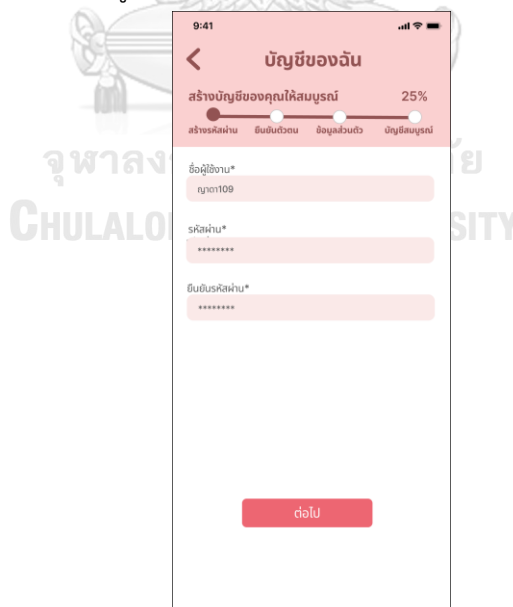 9:41
บัญชีของฉัน
สร้างบัญชีของคุณให้สมบูรณ์ 25%
สร้างรหัสผ่าน ยืนยันตัวตน ข้อมูลส่วนตัว บัญชีสมบูรณ์
ชื่อผู้ใช้งาน*
ญาดา109
รหัสผ่าน*
********
ยืนยันรหัสผ่าน*
********
ต่อไป